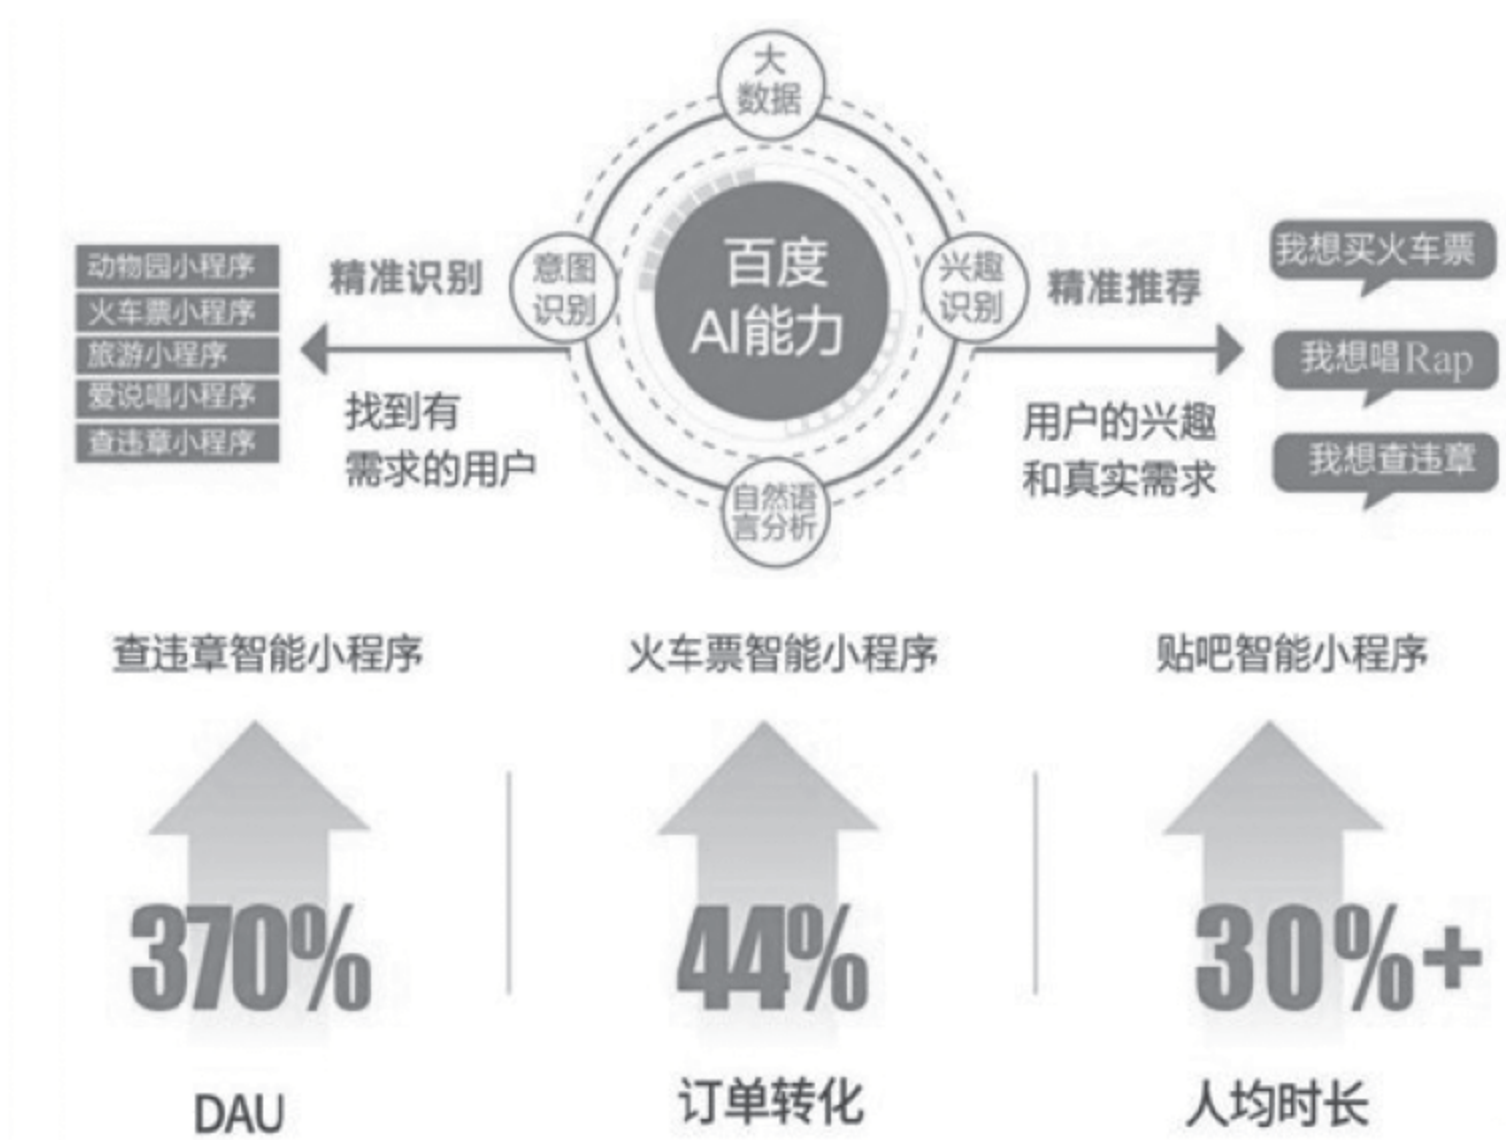 大
数据
意图
识别
百度
AI能力
兴趣
识别
自然语
言分析
动物园小程序
火车票小程序
旅游小程序
爱说唱小程序
查违章小程序
精准识别
找到有
需求的用户
精准推荐
用户的兴趣
和真实需求
我想买火车票
我想唱Rap
我想查违章
查违章智能小程序
370%
DAU
火车票智能小程序
44%
订单转化
贴吧智能小程序
30%+
人均时长